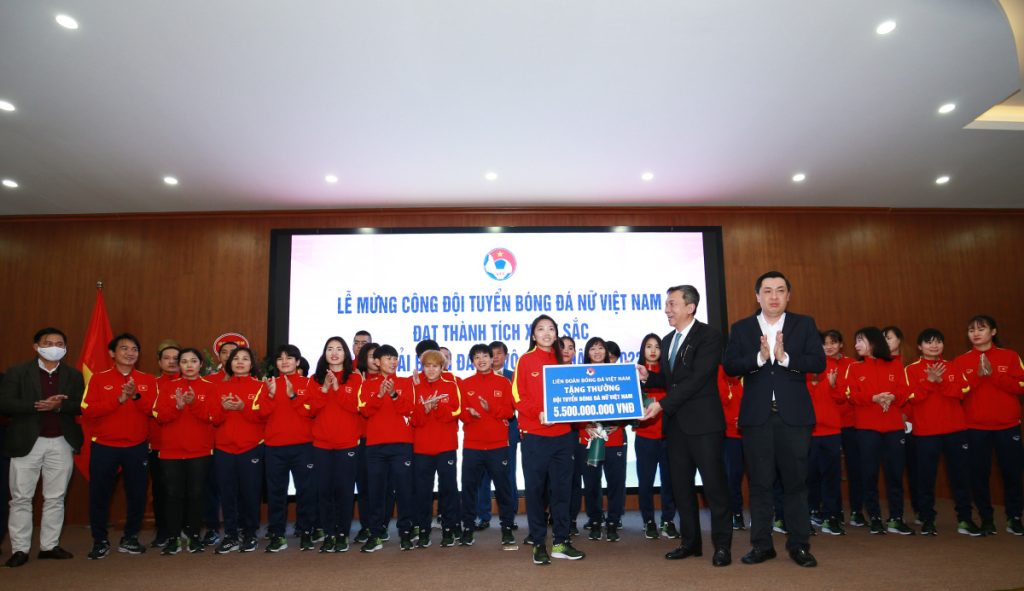 LỄ MỪNG CÔNG ĐỘI TUYỂN BÓNG ĐÁ NỮ VIỆT NAM
ĐẠT THÀNH TÍCH SẮC
LIÊN ĐOÀN BÓNG ĐÁ VIỆT NAM
TẶNG THƯỞNG
ĐỘI TUYỂN BÓNG ĐÁ NỮ VIỆT NAM
5.500.000.000 VNĐ